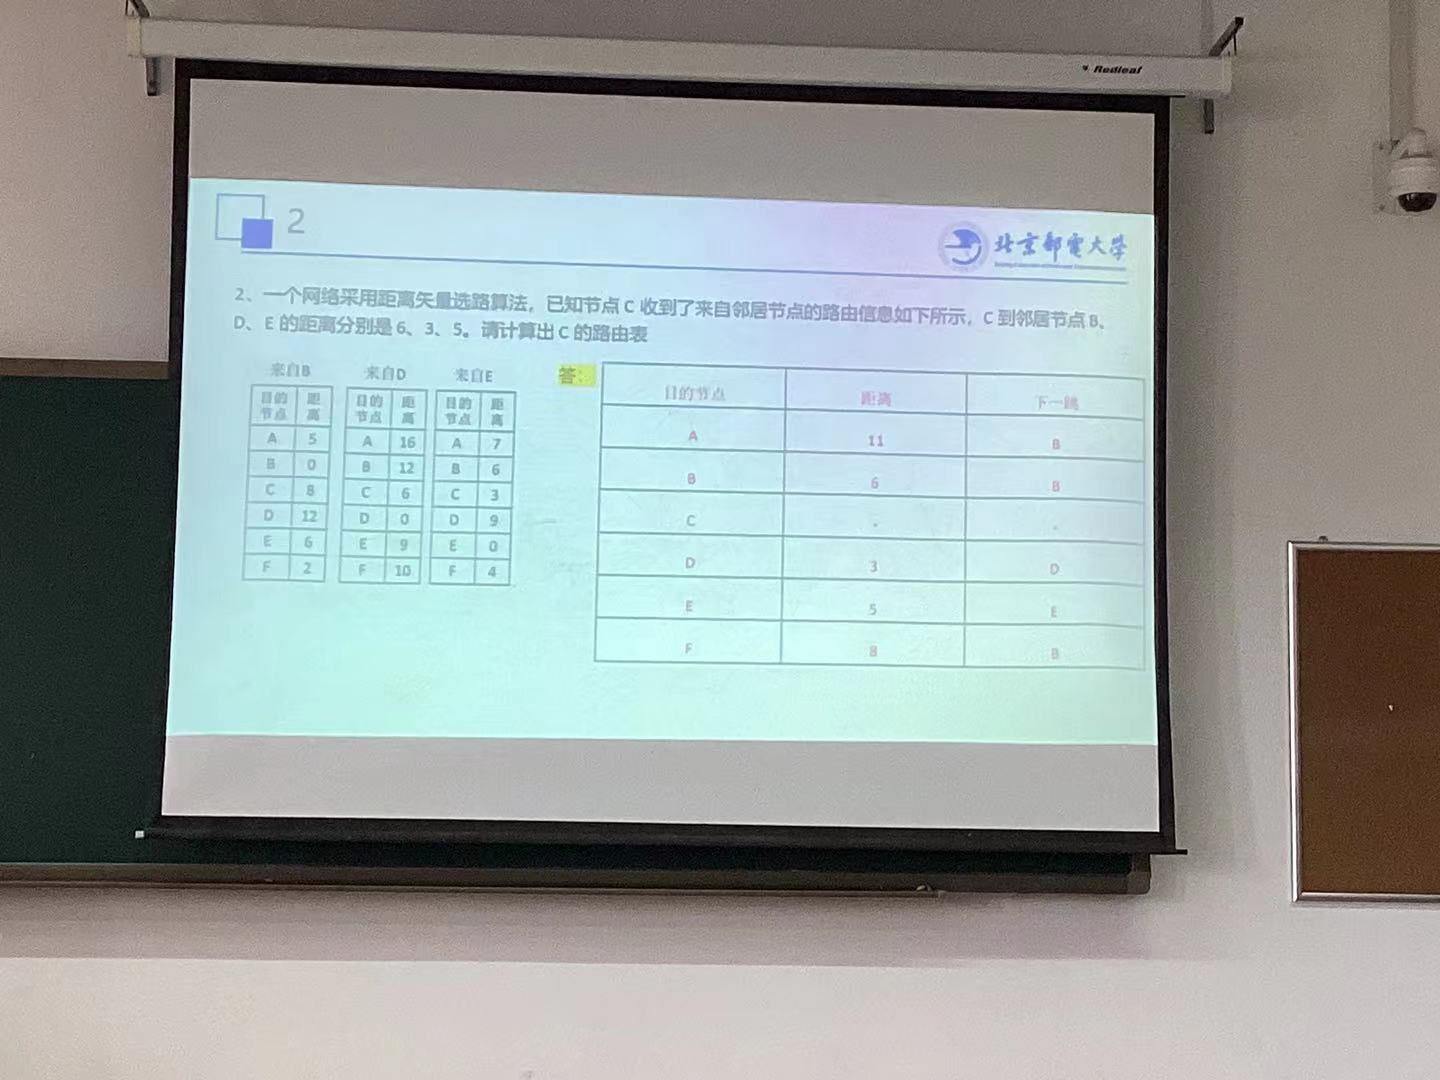 Redleaf
2
北京邮电大学
2、一个网络采用距离矢量选路算法，已知节点 C 收到了来自邻居节点的路由信息如下所示，C 到邻居节点 B、
D、E 的距离分别是 6、3、5。请计算出 C 的路由表
来自B
目的节点 距离
A 5
B 0
C 8
D 12
E 6
F 2
来自D
目的节点 距离
A 16
B 12
C 6
D 0
E 9
F 10
来自E
目的节点 距离
A 7
B 6
C 3
D 9
E 0
F 4
答：
目的节点 距离 下一跳
A 11 B
B 6 B
C - -
D 3 D
E 5 E
F 8 B